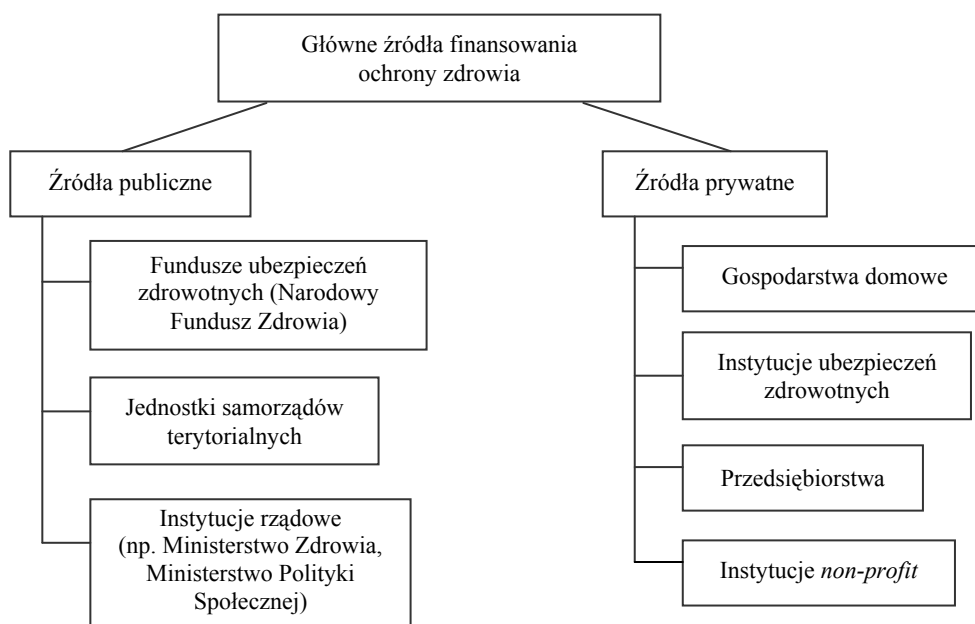 Główne źródła finansowania
ochrony zdrowia
Źródła publiczne
Fundusze ubezpieczeń
zdrowotnych (Narodowy
Fundusz Zdrowia)
Jednostki samorządów
terytorialnych
Instytucje rządowe
(np. Ministerstwo Zdrowia,
Ministerstwo Polityki
Społecznej)
Źródła prywatne
Gospodarstwa domowe
Instytucje ubezpieczeń
zdrowotnych
Przedsiębiorstwa
Instytucje non-profit